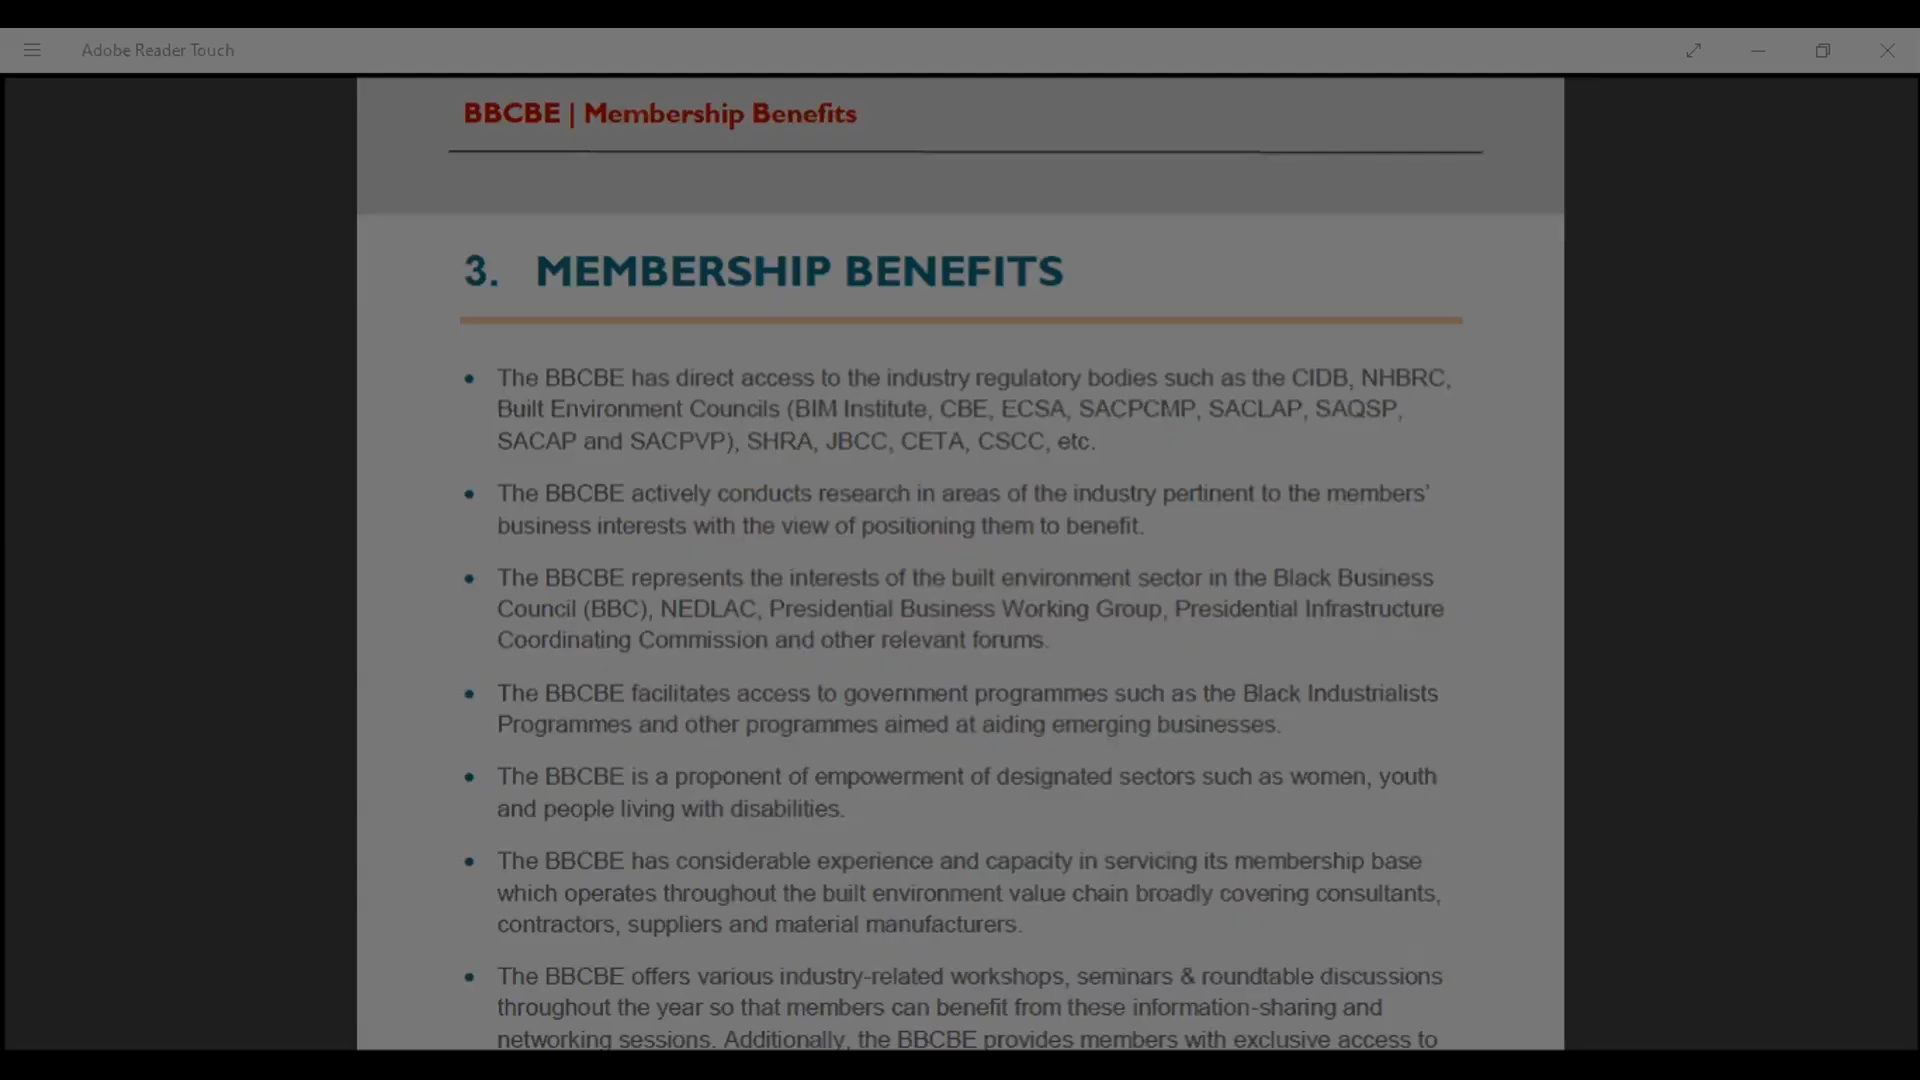 Adobe Reader Touch
BBCBE | Membership Benefits
3. MEMBERSHIP BENEFITS
• The BBCBE has direct access to the industry regulatory bodies such as the CIDB, NHBRC,
Built Environment Councils (BIM Institute, CBE, ECSA, SACPCMP, SACLAP, SAQSP,
SACAP and SACPVP), SHRA, JBCC, CETA, CSCC, etc.
• The BBCBE actively conducts research in areas of the industry pertinent to the members'
business interests with the view of positioning them to benefit.
• The BBCBE represents the interests of the built environment sector in the Black Business
Council (BBC), NEDLAC, Presidential Business Working Group, Presidential Infrastructure
Coordinating Commission and other relevant forums.
• The BBCBE facilitates access to government programmes such as the Black Industrialists
Programmes and other programmes aimed at aiding emerging businesses.
• The BBCBE is a proponent of empowerment of designated sectors such as women, youth
and people living with disabilities.
• The BBCBE has considerable experience and capacity in servicing its membership base
which operates throughout the built environment value chain broadly covering consultants,
contractors, suppliers and material manufacturers.
• The BBCBE offers various industry-related workshops, seminars & roundtable discussions
throughout the year so that members can benefit from these information-sharing and
networking sessions. Additionally, the BBCBE provides members with exclusive access to